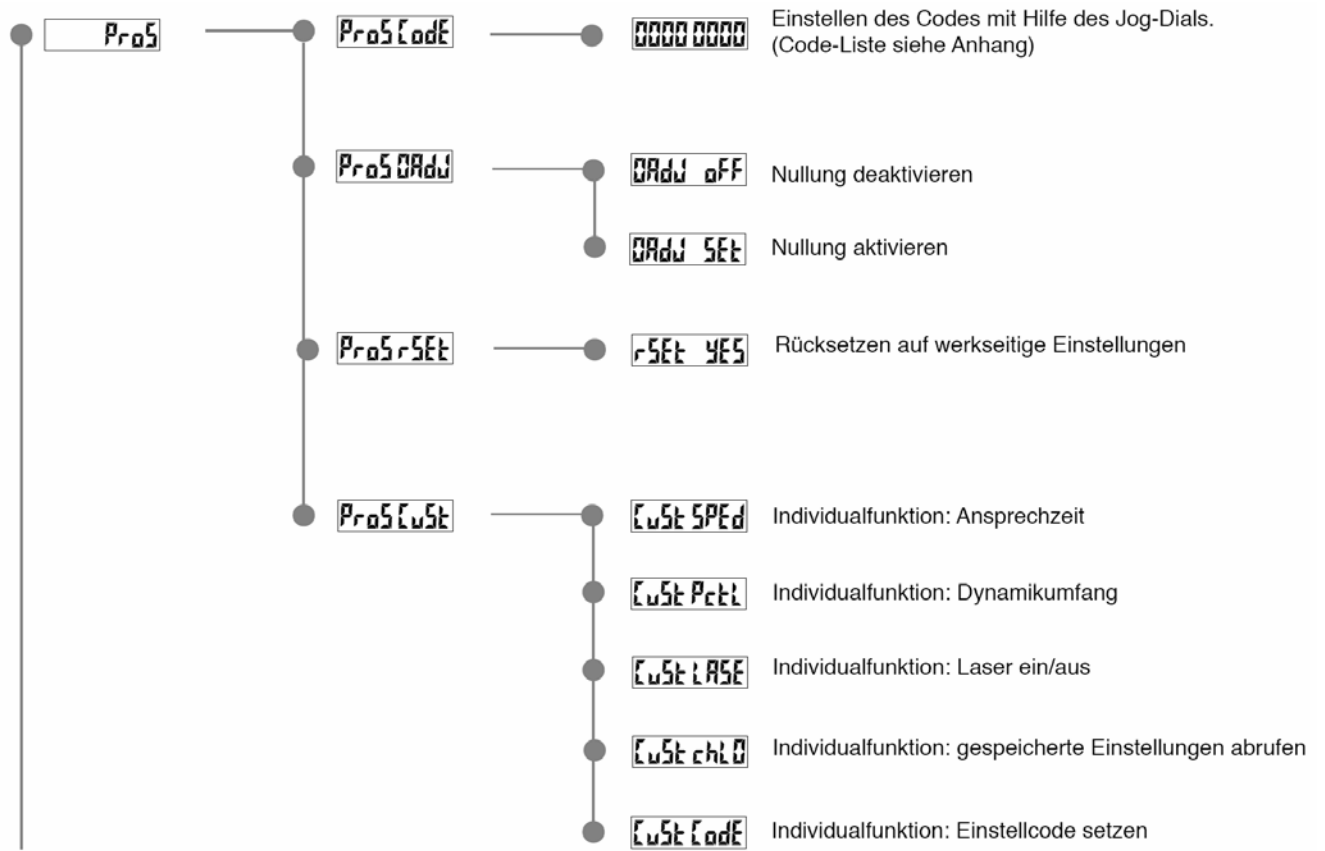 ProS
ProS CodE
0000 0000
Einstellen des Codes mit Hilfe des Jog-Dials.
(Code-Liste siehe Anhang)
ProS 0AdJ
0AdJ oFF
Nullung deaktivieren
0AdJ SEt
Nullung aktivieren
ProS rSEt
rSEt YES
Rücksetzen auf werkseitige Einstellungen
ProS CuSt
CuSt SPEd
Individualfunktion: Ansprechzeit
CuSt PctL
Individualfunktion: Dynamikumfang
CuSt LASE
Individualfunktion: Laser ein/aus
CuSt chLO
Individualfunktion: gespeicherte Einstellungen abrufen
CuSt CodE
Individualfunktion: Einstellcode setzen